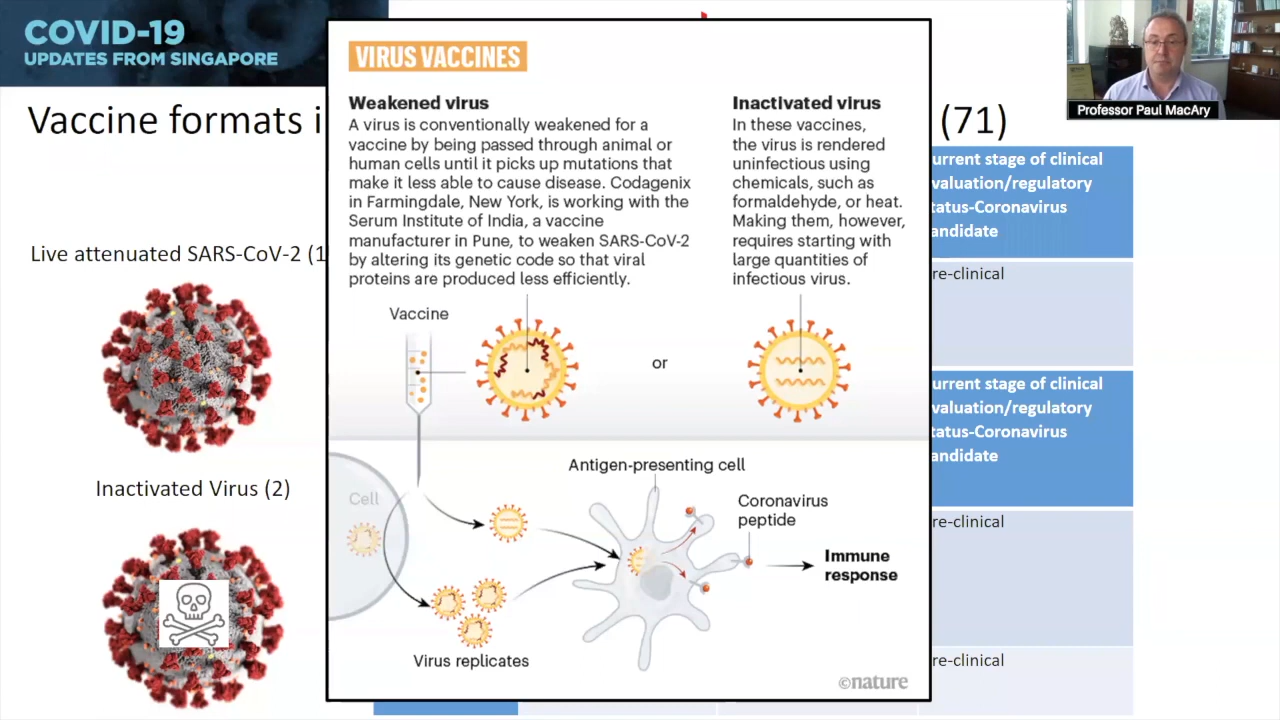 COVID-19
UPDATES FROM SINGAPORE
Professor Paul MacAry
Vaccine formats i
(71)
Live attenuated SARS-CoV-2 (1
Inactivated Virus (2)
VIRUS VACCINES
Weakened virus
A virus is conventionally weakened for a
vaccine by being passed through animal or
human cells until it picks up mutations that
make it less able to cause disease. Codagenix
in Farmingdale, New York, is working with the
Serum Institute of India, a vaccine
manufacturer in Pune, to weaken SARS-CoV-2
by altering its genetic code so that viral
proteins are produced less efficiently.
Inactivated virus
In these vaccines,
the virus is rendered
uninfectious using
chemicals, such as
formaldehyde, or heat.
Making them, however,
requires starting with
large quantities of
infectious virus.
Vaccine
or
Antigen-presenting cell
Cell
Coronavirus
peptide
Immune
response
Virus replicates
©nature
urrent stage of clinical
valuation/regulatory
tatus-Coronavirus
andidate
re-clinical
urrent stage of clinical
valuation/regulatory
tatus-Coronavirus
andidate
re-clinical
re-clinical